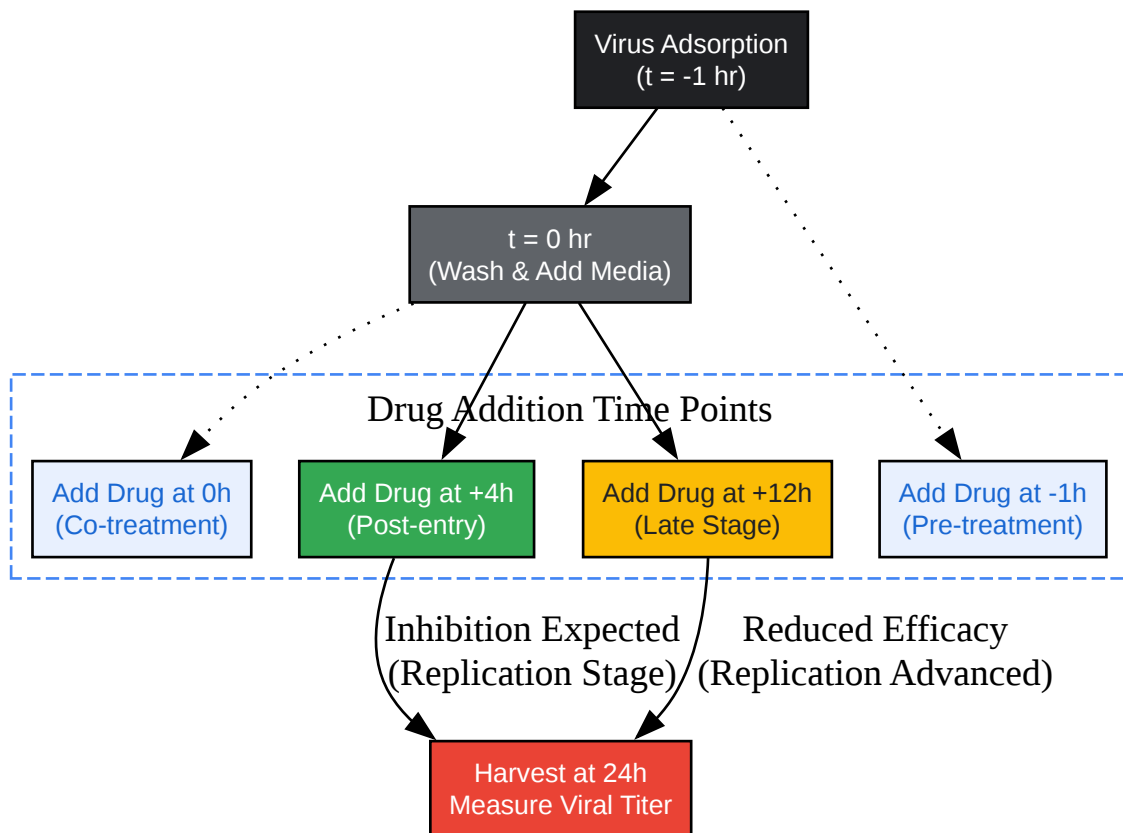 Virus Adsorption
(t = -1 hr)
t = 0 hr
(Wash & Add Media)
Drug Addition Time Points
Add Drug at 0h
(Co-treatment)
Add Drug at +4h
(Post-entry)
Add Drug at +12h
(Late Stage)
Add Drug at -1h
(Pre-treatment)
Inhibition Expected
(Replication Stage)
Reduced Efficacy
(Replication Advanced)
Harvest at 24h
Measure Viral Titer